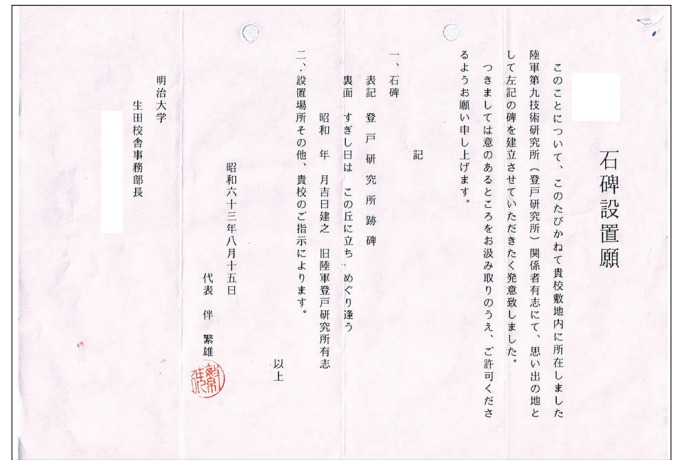 石碑設置願
このことについて、このたびかねて貴校敷地内に所在しました
陸軍第九技術研究所（登戸研究所）関係者有志にて、思い出の地と
して左記の碑を建立させていただきたく発意致しました。
つきましては意のあるところをお汲み取りのうえ、ご許可くださ
るようお願い申し上げます。
記
一、石碑
表記　登戸研究所跡碑
裏面　すぎし日は　この丘に立ち　めぐり逢う
昭和　年　月吉日建之　旧陸軍登戸研究所有志
二、設置場所その他、貴校のご指示によります。
以上
昭和六十三年八月十五日
代表　伴　繁雄
明治大学
生田校舎事務部長